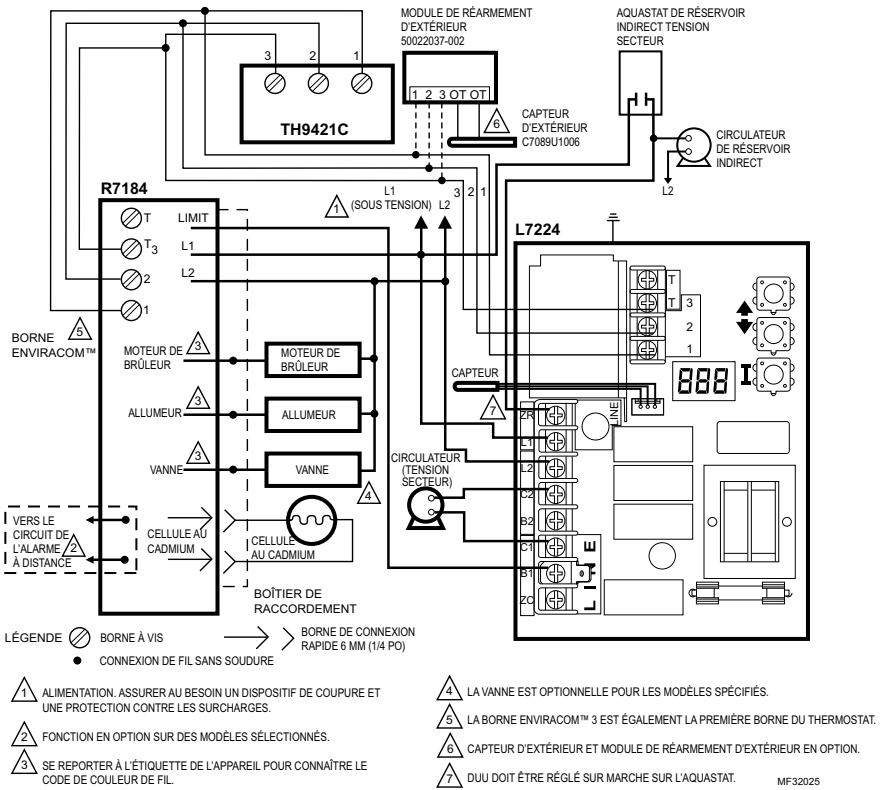 MODULE DE RÉARMEMENT
D'EXTÉRIEUR
50022037-002
AQUASTAT DE RÉSERVOIR
INDIRECT TENSION
SECTEUR
3 2 1
TH9421C
1 2 3 OT OT
6
CAPTEUR
D'EXTÉRIEUR
C7089U1006
CIRCULATEUR
DE RÉSERVOIR
INDIRECT
L2
R7184
1
L1
(SOUS TENSION)
L2
3 2 1
L7224
T
LIMIT
T3
L1
2
L2
1
5
BORNE
ENVIRACOM™
T
T 3
2
1
3
MOTEUR DE
BRÛLEUR
MOTEUR DE
BRÛLEUR
CAPTEUR
888
3
ALLUMEUR
ALLUMEUR
7
LINE
ZR
L1
L2
C2
B2
C1
B1
ZC
LINE
3
VANNE
VANNE
4
CIRCULATEUR
(TENSION
SECTEUR)
VERS LE
CIRCUIT DE
L'ALARME
À DISTANCE
2
CELLULE AU
CADMIUM
CELLULE
AU CADMIUM
BOÎTIER DE
RACCORDEMENT
LÉGENDE
BORNE À VIS
BORNE DE CONNEXION
RAPIDE 6 MM (1/4 PO)
CONNEXION DE FIL SANS SOUDURE
1 ALIMENTATION. ASSURER AU BESOIN UN DISPOSITIF DE COUPURE ET
UNE PROTECTION CONTRE LES SURCHARGES.
2 FONCTION EN OPTION SUR DES MODÈLES SÉLECTIONNÉS.
3 SE REPORTER À L'ÉTIQUETTE DE L'APPAREIL POUR CONNAÎTRE LE
CODE DE COULEUR DE FIL.
4 LA VANNE EST OPTIONNELLE POUR LES MODÈLES SPÉCIFIÉS.
5 LA BORNE ENVIRACOM™ 3 EST ÉGALEMENT LA PREMIÈRE BORNE DU THERMOSTAT.
6 CAPTEUR D'EXTÉRIEUR ET MODULE DE RÉARMEMENT D'EXTÉRIEUR EN OPTION.
7 DUU DOIT ÊTRE RÉGLÉ SUR MARCHE SUR L'AQUASTAT.
MF32025